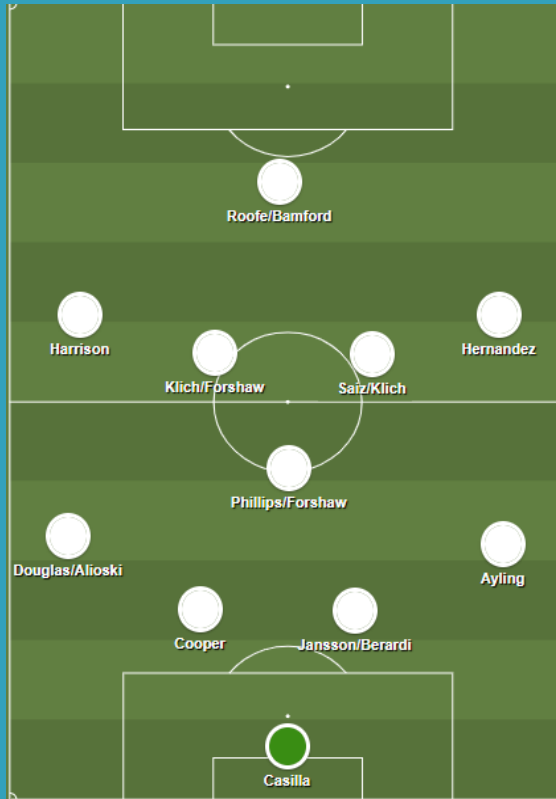 Roofe/Bamford
Harrison
Hernandez
Klich/Forshaw
Saiz/Klich
Phillips/Forshaw
Douglas/Alioski
Ayling
Cooper
Jansson/Berardi
Casilla